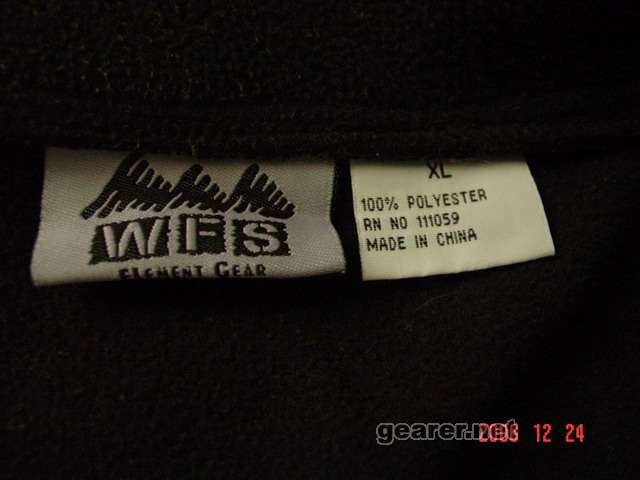 WFS
ELEMENT GEAR
XL
100% POLYESTER
RN NO 111059
MADE IN CHINA
gearer.net
2003 12 24